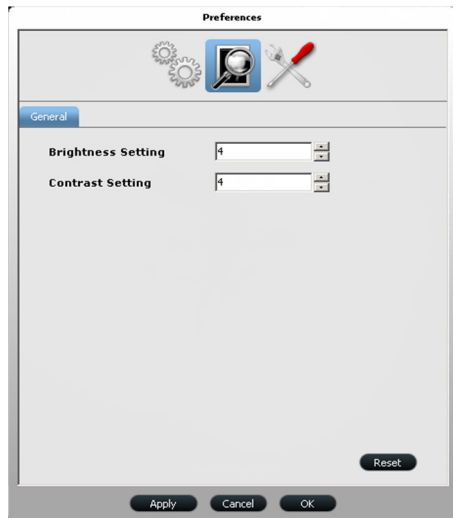 Preferences
General
Brightness Setting 4
Contrast Setting 4
Reset
Apply Cancel OK